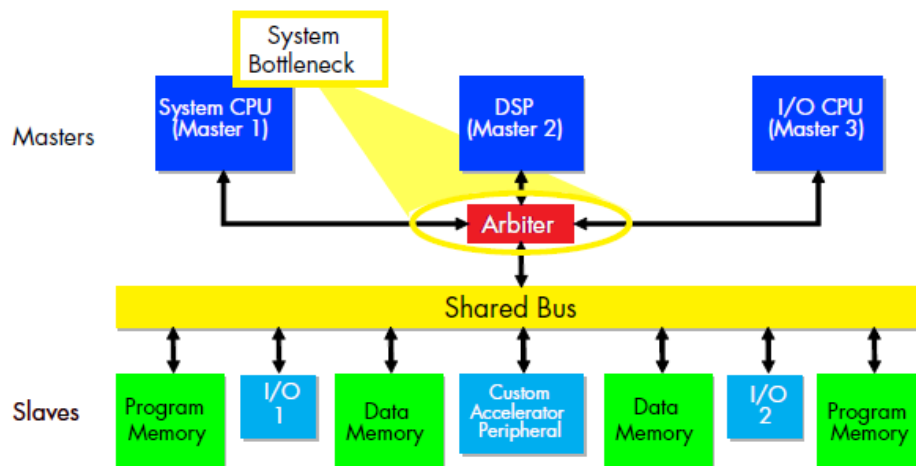 System
Bottleneck
Masters
System CPU
(Master 1)
DSP
(Master 2)
I/O CPU
(Master 3)
Arbiter
Shared Bus
Slaves
Program
Memory
I/O
1
Data
Memory
Custom
Accelerator
Peripheral
Data
Memory
I/O
2
Program
Memory